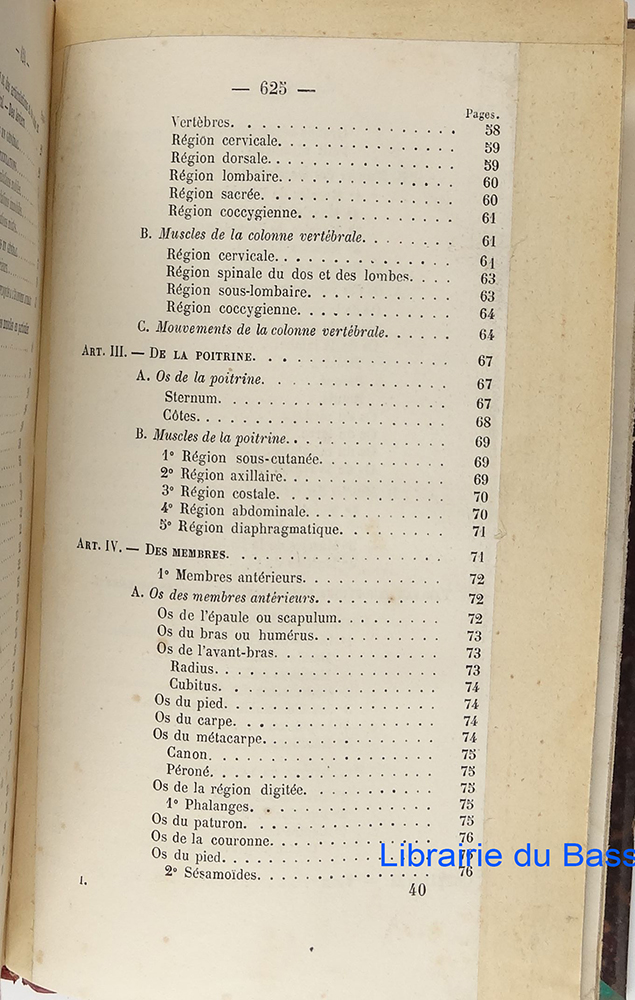 — 625 —
Pages.
Vertèbres. . . . . . . . . . . . . . 58
Région cervicale. . . . . . . . . . . 59
Région dorsale. . . . . . . . . . . . 59
Région lombaire. . . . . . . . . . . 60
Région sacrée. . . . . . . . . . . . 60
Région coccygienne. . . . . . . . . . 61
B. Muscles de la colonne vertébrale. . . . . . . 61
Région cervicale. . . . . . . . . . . 61
Région spinale du dos et des lombes. . . . 63
Région sous-lombaire. . . . . . . . . 63
Région coccygienne. . . . . . . . . . 64
C. Mouvements de la colonne vertébrale. . . . . 64
Art. III. — De la poitrine. . . . . . . . . . . . 67
A. Os de la poitrine. . . . . . . . . . . . 67
Sternum. . . . . . . . . . . . . . 67
Côtes. . . . . . . . . . . . . . . 68
B. Muscles de la poitrine. . . . . . . . . . . 69
1° Région sous-cutanée. . . . . . . . . 69
2° Région axillaire. . . . . . . . . . . 69
3° Région costale. . . . . . . . . . . 70
4° Région abdominale. . . . . . . . . 70
5° Région diaphragmatique. . . . . . . 71
Art. IV. — Des membres. . . . . . . . . . . . . 71
1° Membres antérieurs. . . . . . . . . . 72
A. Os des membres antérieurs. . . . . . . . . . 72
Os de l'épaule ou scapulum. . . . . . . . 72
Os du bras ou humérus. . . . . . . . . 73
Os de l'avant-bras. . . . . . . . . . . 73
Radius. . . . . . . . . . . . . . 73
Cubitus. . . . . . . . . . . . . . 74
Os du pied. . . . . . . . . . . . . . 74
Os du carpe. . . . . . . . . . . . . 74
Os du métacarpe. . . . . . . . . . . . 74
Canon. . . . . . . . . . . . . . 75
Péroné. . . . . . . . . . . . . . 75
Os de la région digitée. . . . . . . . . . 75
1° Phalanges. . . . . . . . . . . . 75
Os du paturon. . . . . . . . . . . . . 75
Os de la couronne. . . . . . . . . . . 76
Os du pied. . . . . . . . . . . . . . 76
2° Sésamoïdes. . . . . . . . . . . . 76
I.
40
Librairie du Bass